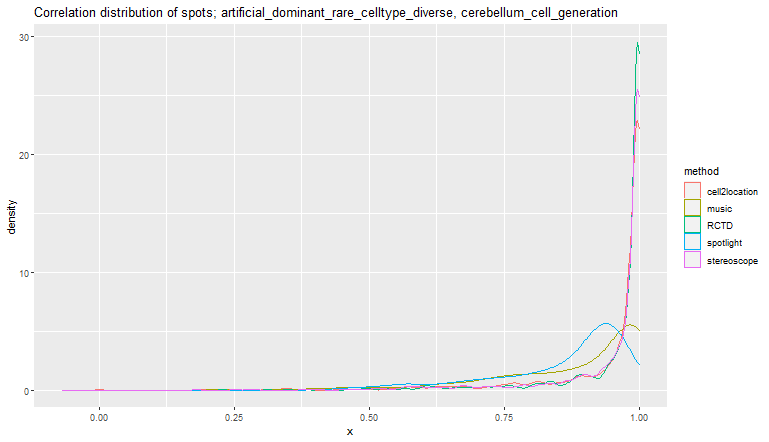 Correlation distribution of spots; artificial_dominant_rare_celltype_diverse, cerebellum_cell_generation
30
20
10
0
density
0.00 0.25 0.50 0.75 1.00
x
method
cell2location
music
RCTD
spotlight
stereoscope